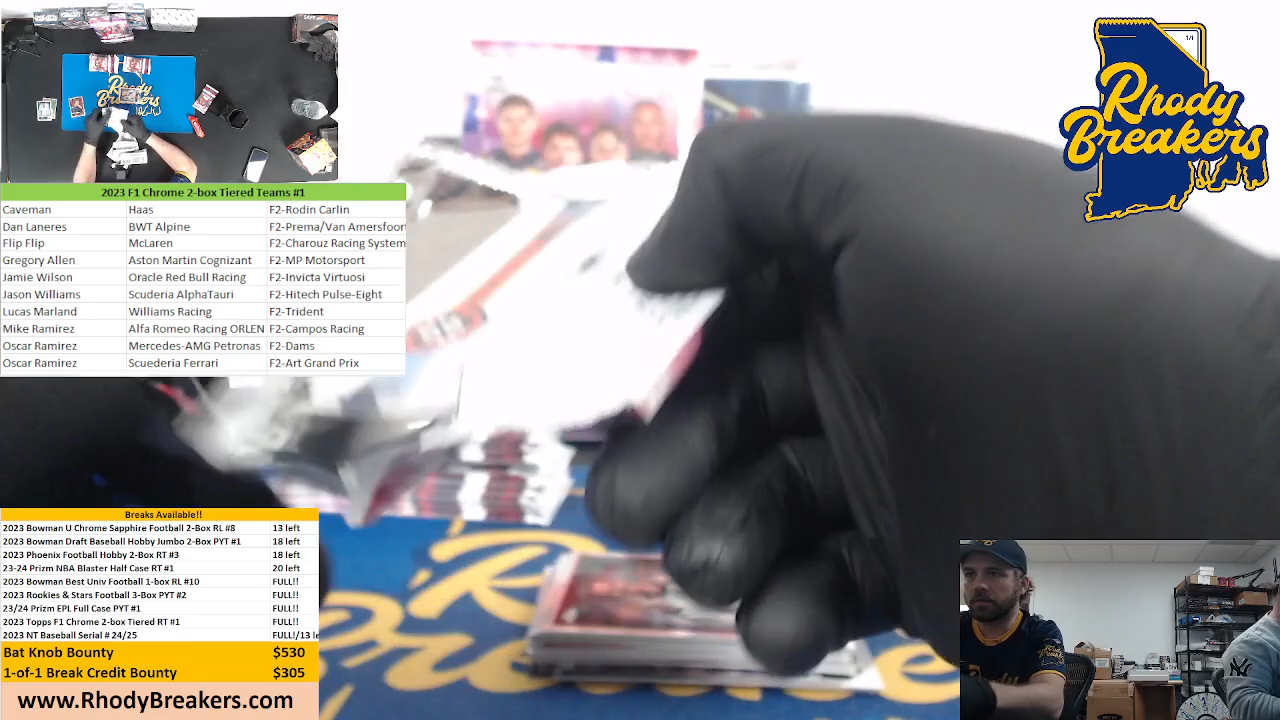 2023 F1 Chrome 2-box Tiered Teams #1
Caveman Haas F2-Rodin Carlin
Dan Laneres BWT Alpine F2-Prema/Van Amersfoor
Flip Flip McLaren F2-Charouz Racing System
Gregory Allen Aston Martin Cognizant F2-MP Motorsport
Jamie Wilson Oracle Red Bull Racing F2-Invicta Virtuosi
Jason Williams Scuderia AlphaTauri F2-Hitech Pulse-Eight
Lucas Marland Williams Racing F2-Trident
Mike Ramirez Alfa Romeo Racing ORLEN F2-Campos Racing
Oscar Ramirez Mercedes-AMG Petronas F2-Dams
Oscar Ramirez Scuederia Ferrari F2-Art Grand Prix
Breaks Available!!
2023 Bowman U Chrome Sapphire Football 2-Box RL #8 13 left
2023 Bowman Draft Baseball Hobby Jumbo 2-Box PYT #1 18 left
2023 Phoenix Football Hobby 2-Box RT #3 18 left
23-24 Prizm NBA Blaster Half Case RT #1 20 left
2023 Bowman Best Univ Football 1-box RL #10 FULL!!
2023 Rookies & Stars Football 3-Box PYT #2 FULL!!
23/24 Prizm EPL Full Case PYT #1 FULL!!
2023 Topps F1 Chrome 2-box Tiered RT #1 FULL!!
2023 NT Baseball Serial # 24/25 FULL!/13 le
Bat Knob Bounty $530
1-of-1 Break Credit Bounty $305
www.RhodyBreakers.com
1/1
Rhody
Breakers
Rhody
Breakers